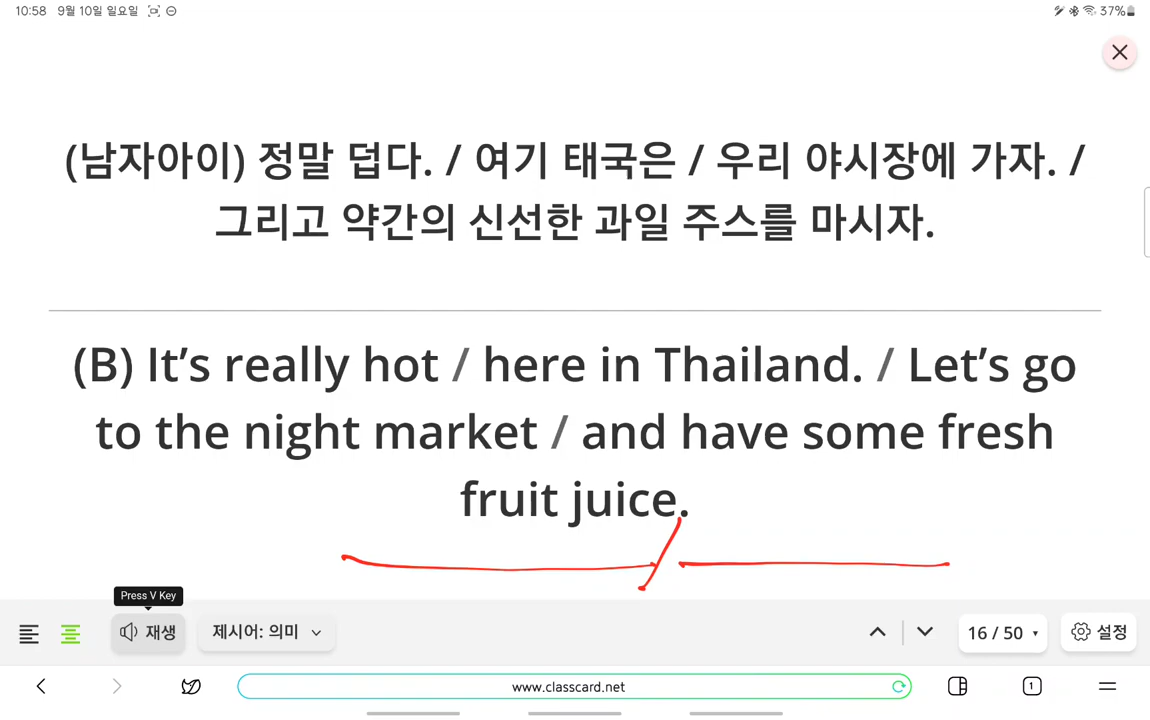 10:58 9월 10일 일요일 37%
(남자아이) 정말 덥다. / 여기 태국은 / 우리 야시장에 가자. /
그리고 약간의 신선한 과일 주스를 마시자.
(B) It’s really hot / here in Thailand. / Let’s go
to the night market / and have some fresh
fruit juice.
Press V Key
재생 제시어: 의미 16 / 50 설정
www.classcard.net 1